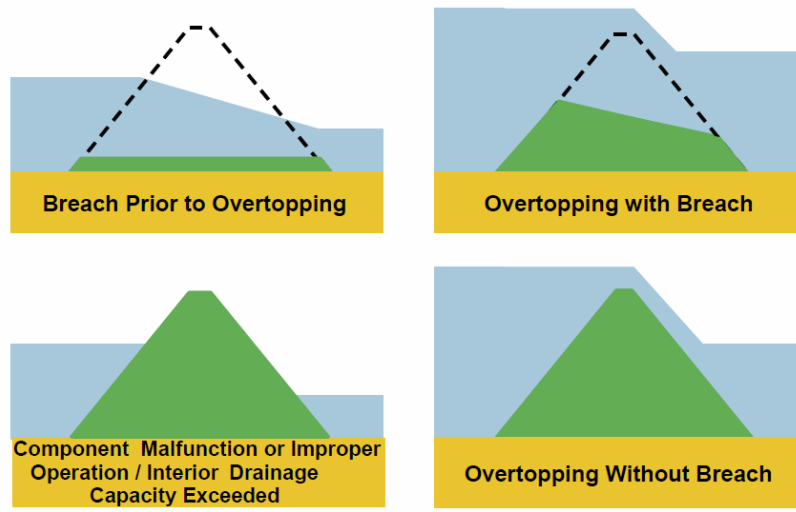 Breach Prior to Overtopping
Overtopping with Breach
Component Malfunction or Improper
Operation / Interior Drainage
Capacity Exceeded
Overtopping Without Breach